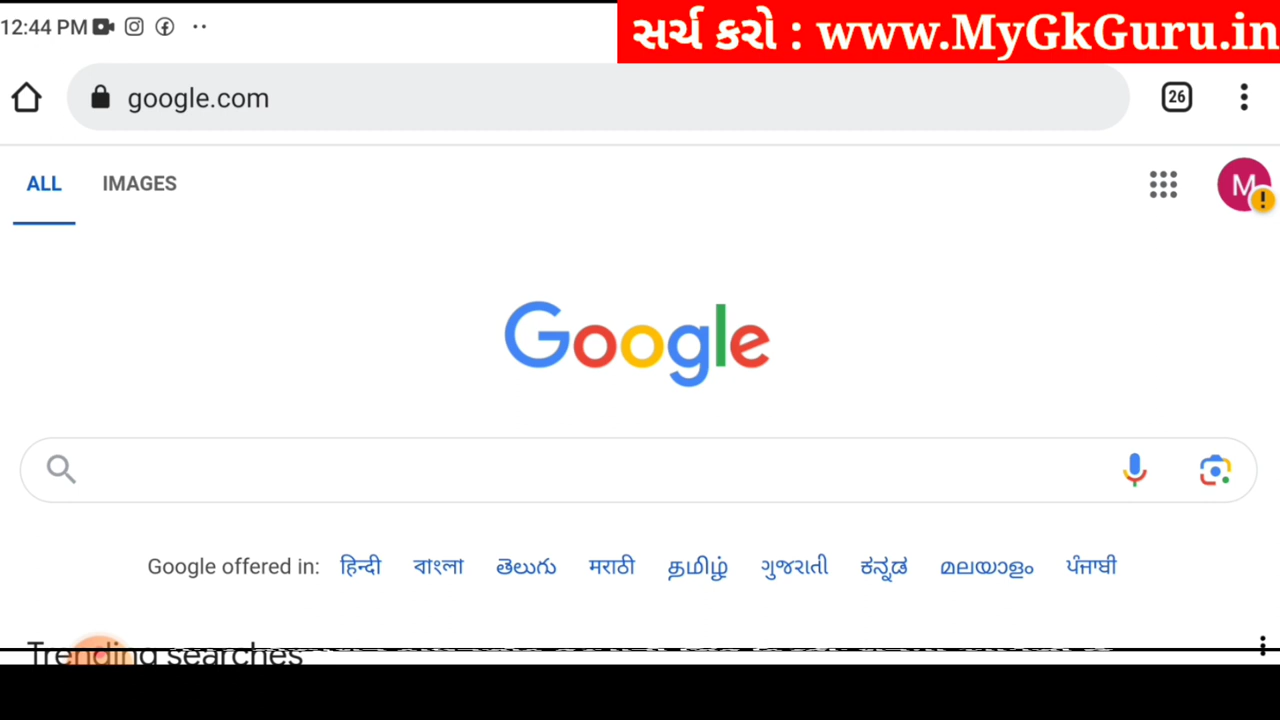 12:44 PM
સર્ચ કરો : www.MyGkGuru.in
google.com
26
ALL IMAGES
M
Google
Google offered in: हिन्दी বাংলা తెలుగు मराठी தமிழ் ગુજરાતી ಕನ್ನಡ മലയാളം ਪੰਜਾਬੀ
Trending searches